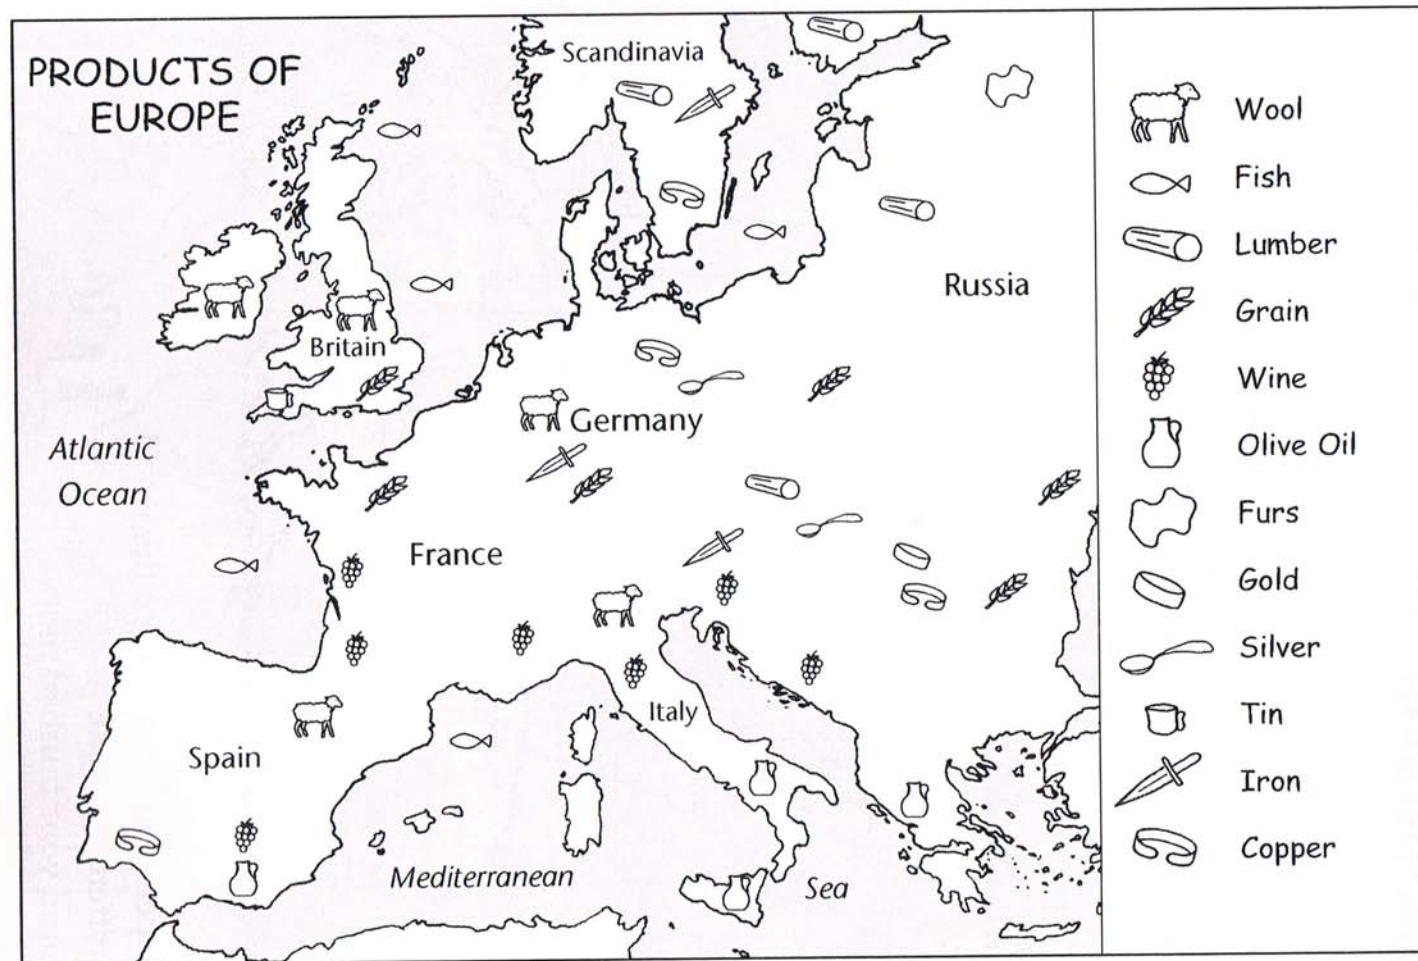 PRODUCTS OF
EUROPE
Scandinavia
Russia
Britain
Germany
Atlantic
Ocean
France
Italy
Spain
Mediterranean
Sea
Wool
Fish
Lumber
Grain
Wine
Olive Oil
Furs
Gold
Silver
Tin
Iron
Copper